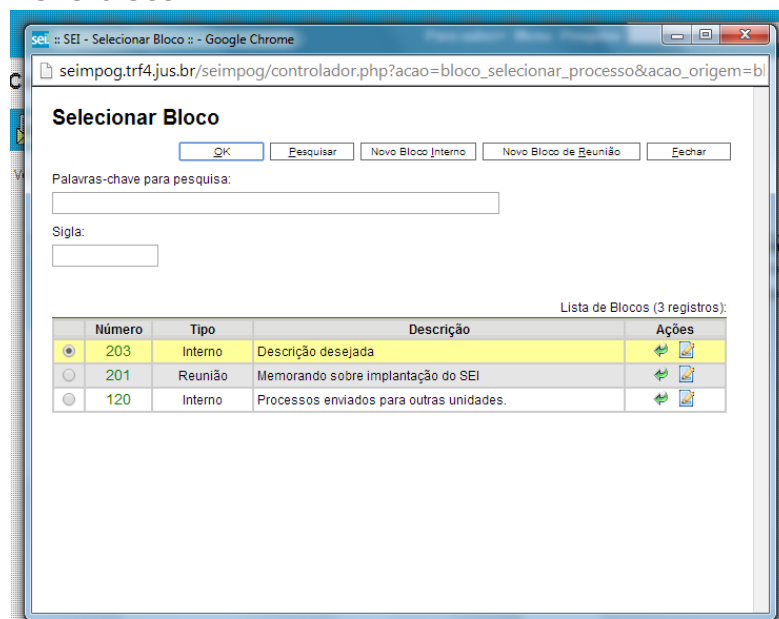 sei. :: SEI - Selecionar Bloco :: - Google Chrome
seimpog.trf4.jus.br/seimpog/controlador.php?acao=bloco_selecionar_processo&acao_origem=bl
Selecionar Bloco
OK Pesquisar Novo Bloco Interno Novo Bloco de Reunião Fechar
Palavras-chave para pesquisa:
Sigla:
Lista de Blocos (3 registros):
Número Tipo Descrição Ações
203 Interno Descrição desejada
201 Reunião Memorando sobre implantação do SEI
120 Interno Processos enviados para outras unidades.